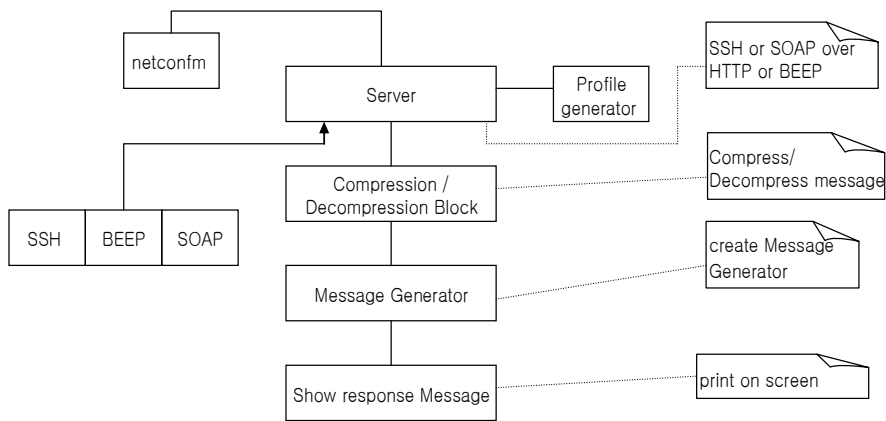 netconfm
Server
Profile
generator
SSH or SOAP over
HTTP or BEEP
Compression /
Decompression Block
Compress/
Decompress message
SSH
BEEP
SOAP
Message Generator
create Message
Generator
Show response Message
print on screen